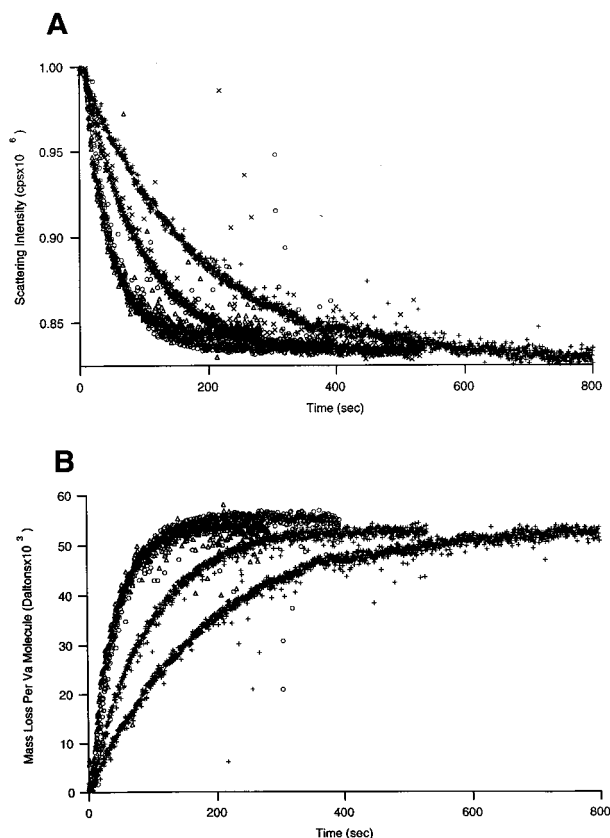 A
1.00
0.95
0.90
0.85
Scattering Intensity (cpsx10 6)
0 200 400 600 800
Time (sec)
B
60
50
40
30
20
10
0
Mass Loss Per Va Molecule (Daltonsx10 3)
0 200 400 600 800
Time (sec)